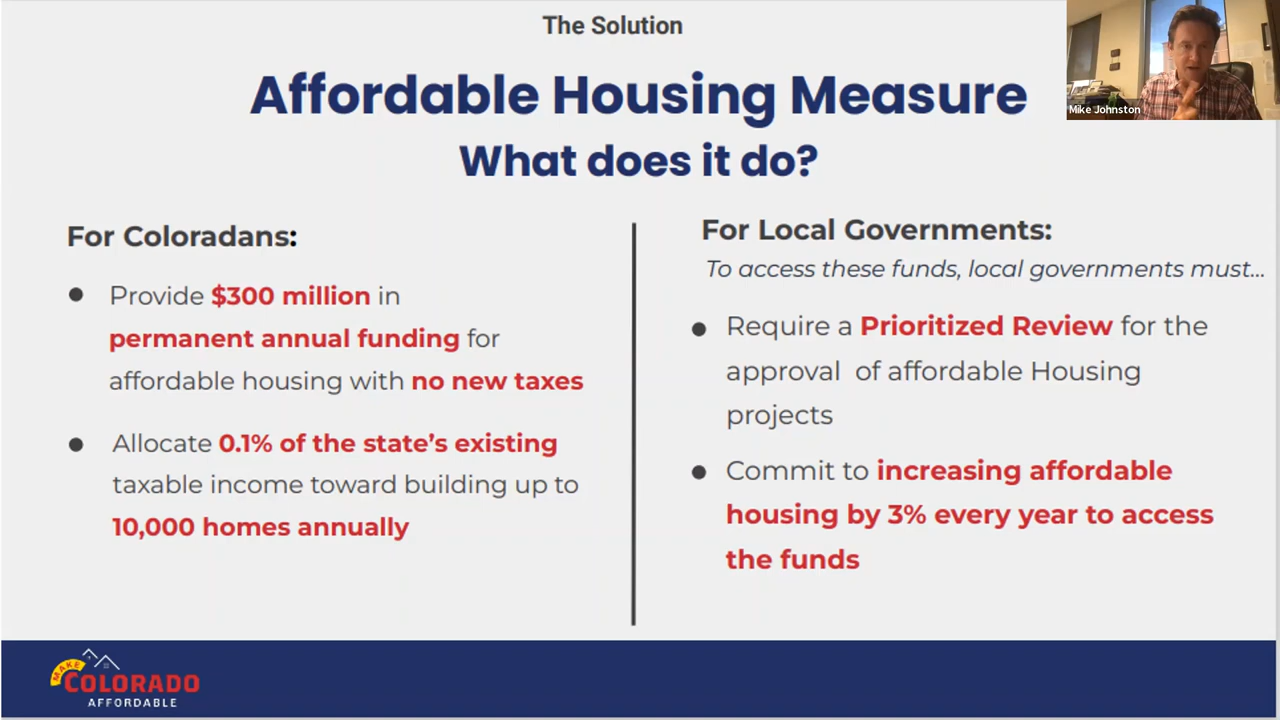 The Solution
Affordable Housing Measure
What does it do?
Mike Johnston
For Coloradans:
● Provide $300 million in
permanent annual funding for
affordable housing with no new taxes
● Allocate 0.1% of the state's existing
taxable income toward building up to
10,000 homes annually
For Local Governments:
To access these funds, local governments must...
● Require a Prioritized Review for the
approval of affordable Housing
projects
● Commit to increasing affordable
housing by 3% every year to access
the funds
MAKE
COLORADO
AFFORDABLE